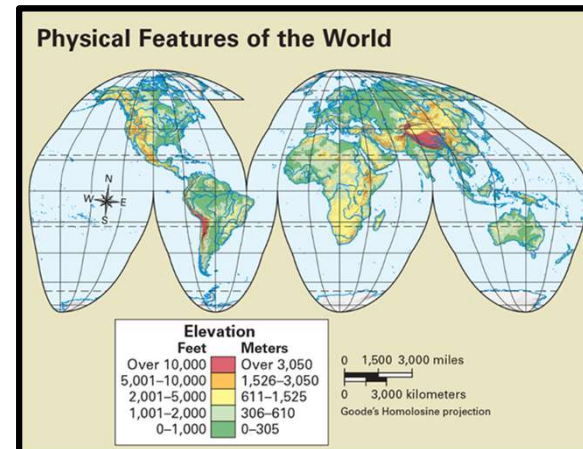 Physical Features of the World
N
W E
S
Elevation
Feet Meters
Over 10,000 Over 3,050
5,001–10,000 1,526–3,050
2,001–5,000 611–1,525
1,001–2,000 306–610
0–1,000 0–305
0 1,500 3,000 miles
0 3,000 kilometers
Goode's Homolosine projection